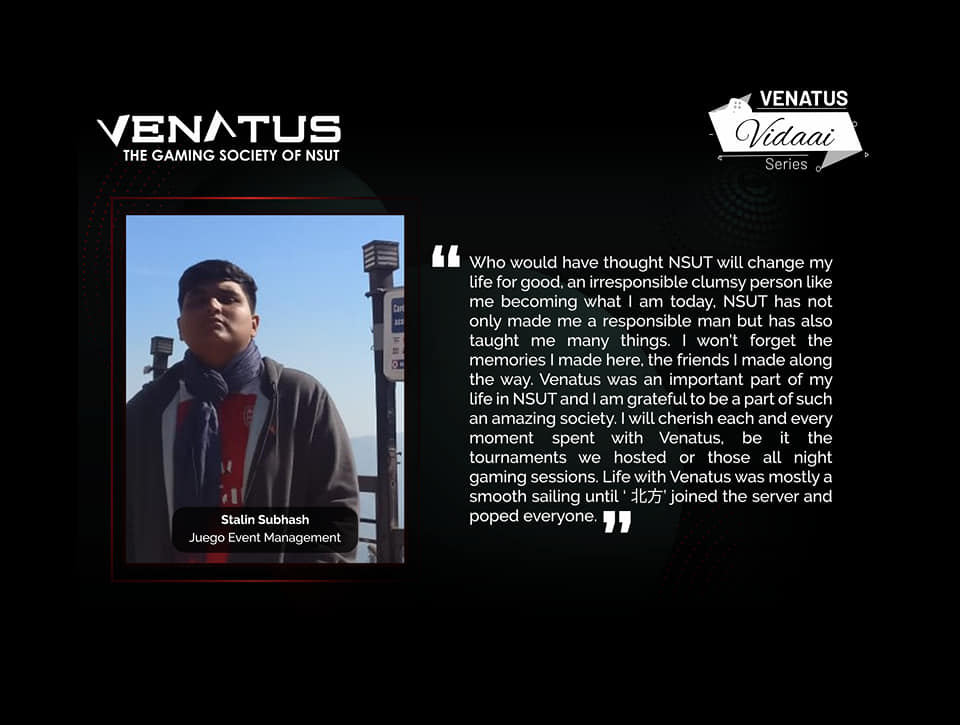 VENATUS
THE GAMING SOCIETY OF NSUT
VENATUS
Vidaai
Series
“
Who would have thought NSUT will change my
life for good, an irresponsible clumsy person like
me becoming what I am today, NSUT has not
only made me a responsible man but has also
taught me many things. I won't forget the
memories I made here, the friends I made along
the way. Venatus was an important part of my
life in NSUT and I am grateful to be a part of such
an amazing society. I will cherish each and every
moment spent with Venatus, be it the
tournaments we hosted or those all night
gaming sessions. Life with Venatus was mostly a
smooth sailing until ‘ 北方’ joined the server and
poped everyone.
”
Stalin Subhash
Juego Event Management